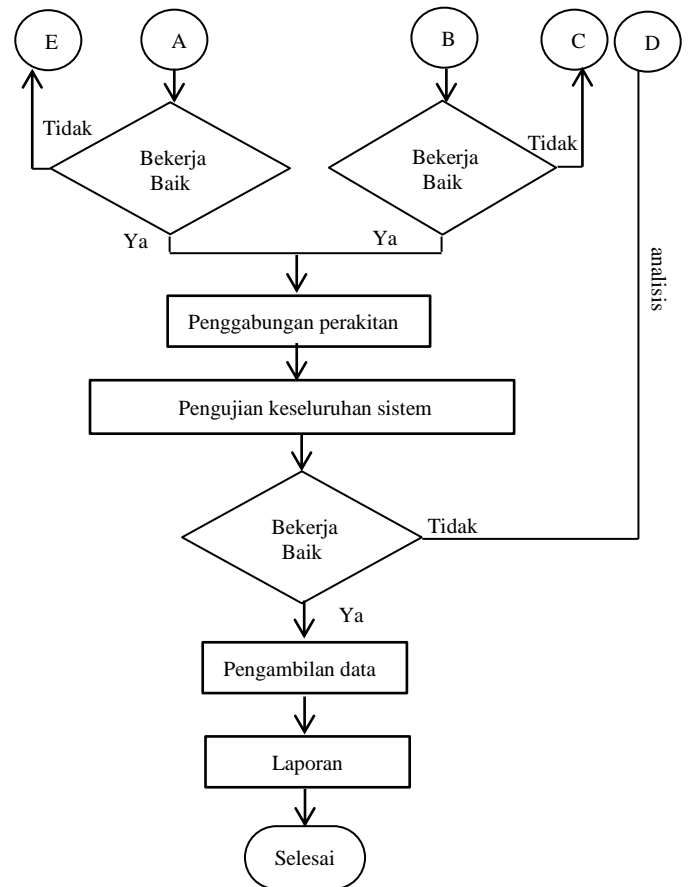 E
A
B
C
D
Tidak
Bekerja
Baik
Bekerja
Baik
Tidak
Ya
Ya
analisis
Penggabungan perakitan
Pengujian keseluruhan sistem
Bekerja
Baik
Tidak
Ya
Pengambilan data
Laporan
Selesai